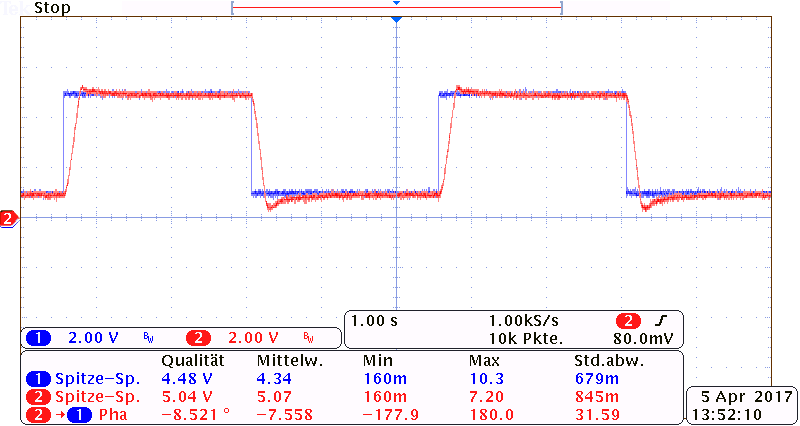 Tek Stop
2
1 2.00 V BW 2 2.00 V BW
1.00 s 1.00kS/s 2
10k Pkte. 80.0mV
Qualität Mittelw. Min Max Std.abw.
1 Spitze–Sp. 4.48 V 4.34 160m 10.3 679m
2 Spitze–Sp. 5.04 V 5.07 160m 7.20 845m
2 → 1 Pha –8.521 ° –7.558 –177.9 180.0 31.59
5 Apr 2017
13:52:10